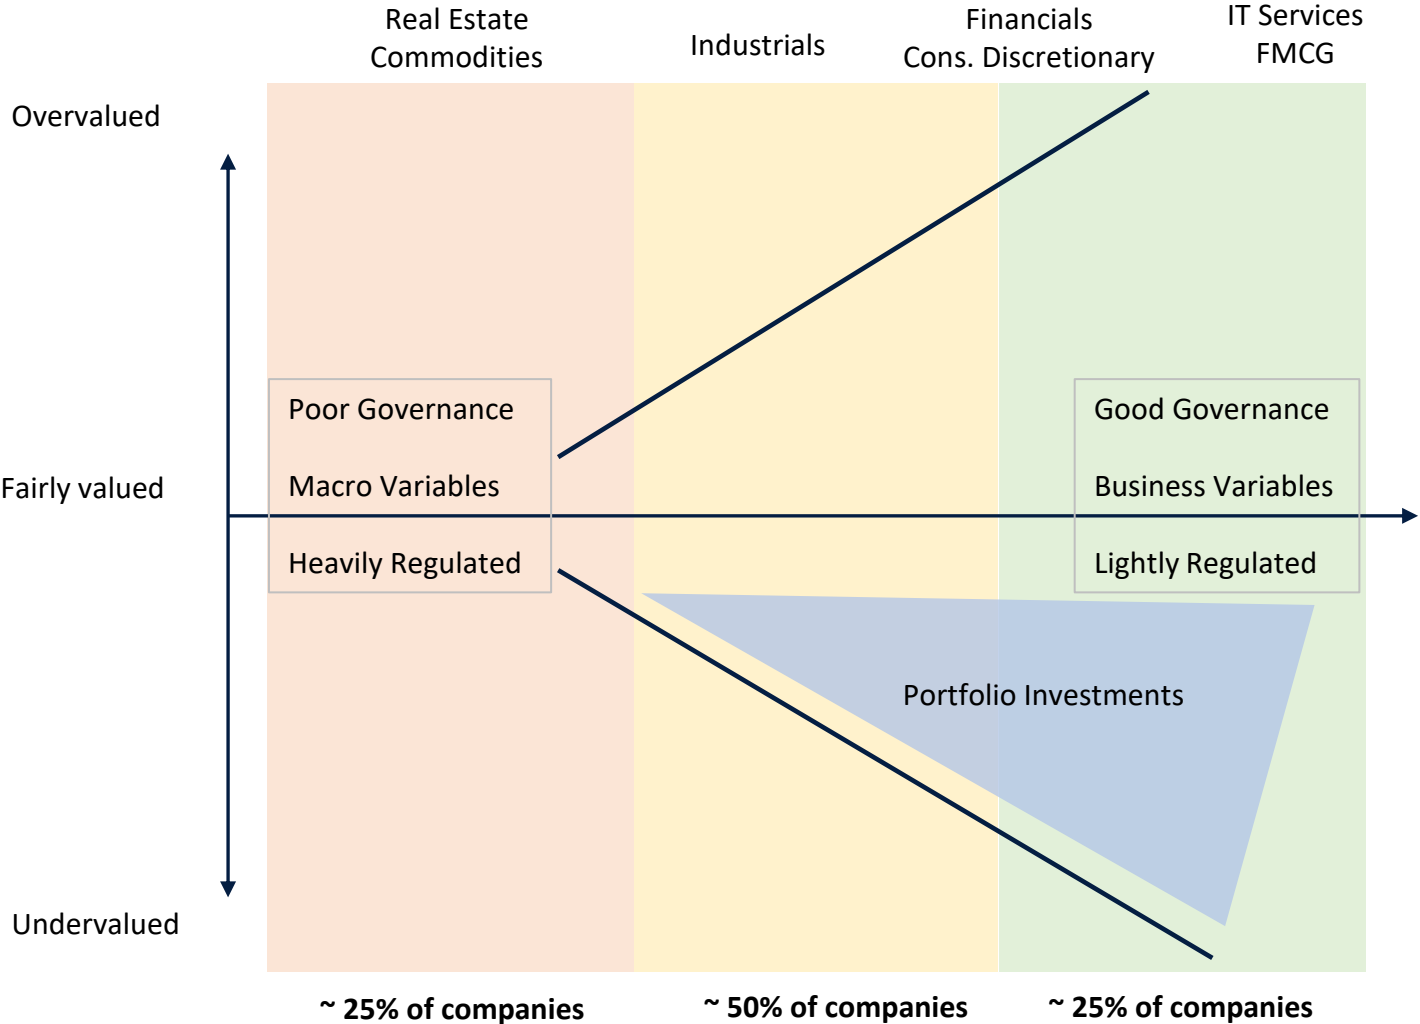 Real Estate
Commodities
Industrials
Financials
Cons. Discretionary
IT Services
FMCG
Overvalued
Poor Governance
Good Governance
Fairly valued
Macro Variables
Business Variables
Heavily Regulated
Lightly Regulated
Portfolio Investments
Undervalued
~ 25% of companies
~ 50% of companies
~ 25% of companies